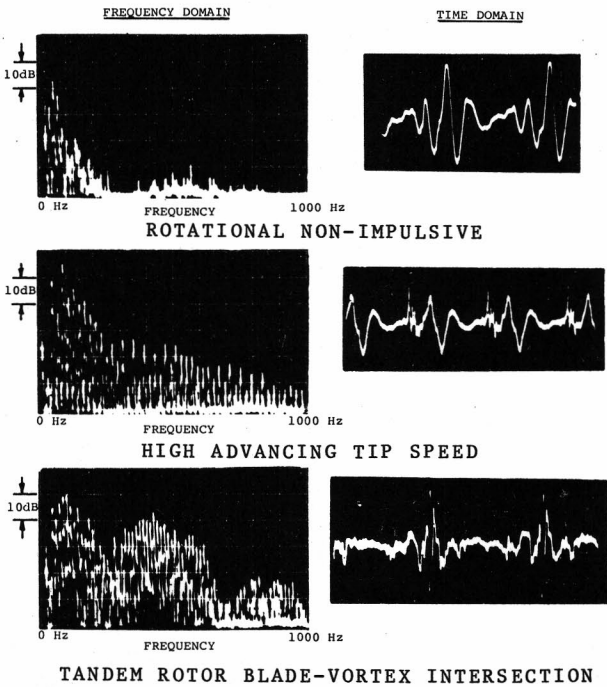 FREQUENCY DOMAIN
TIME DOMAIN
10dB
0 Hz
1000 Hz
FREQUENCY
ROTATIONAL NON-IMPULSIVE
10dB
0 Hz
1000 Hz
FREQUENCY
HIGH ADVANCING TIP SPEED
10dB
0 Hz
1000 Hz
FREQUENCY
TANDEM ROTOR BLADE-VORTEX INTERSECTION